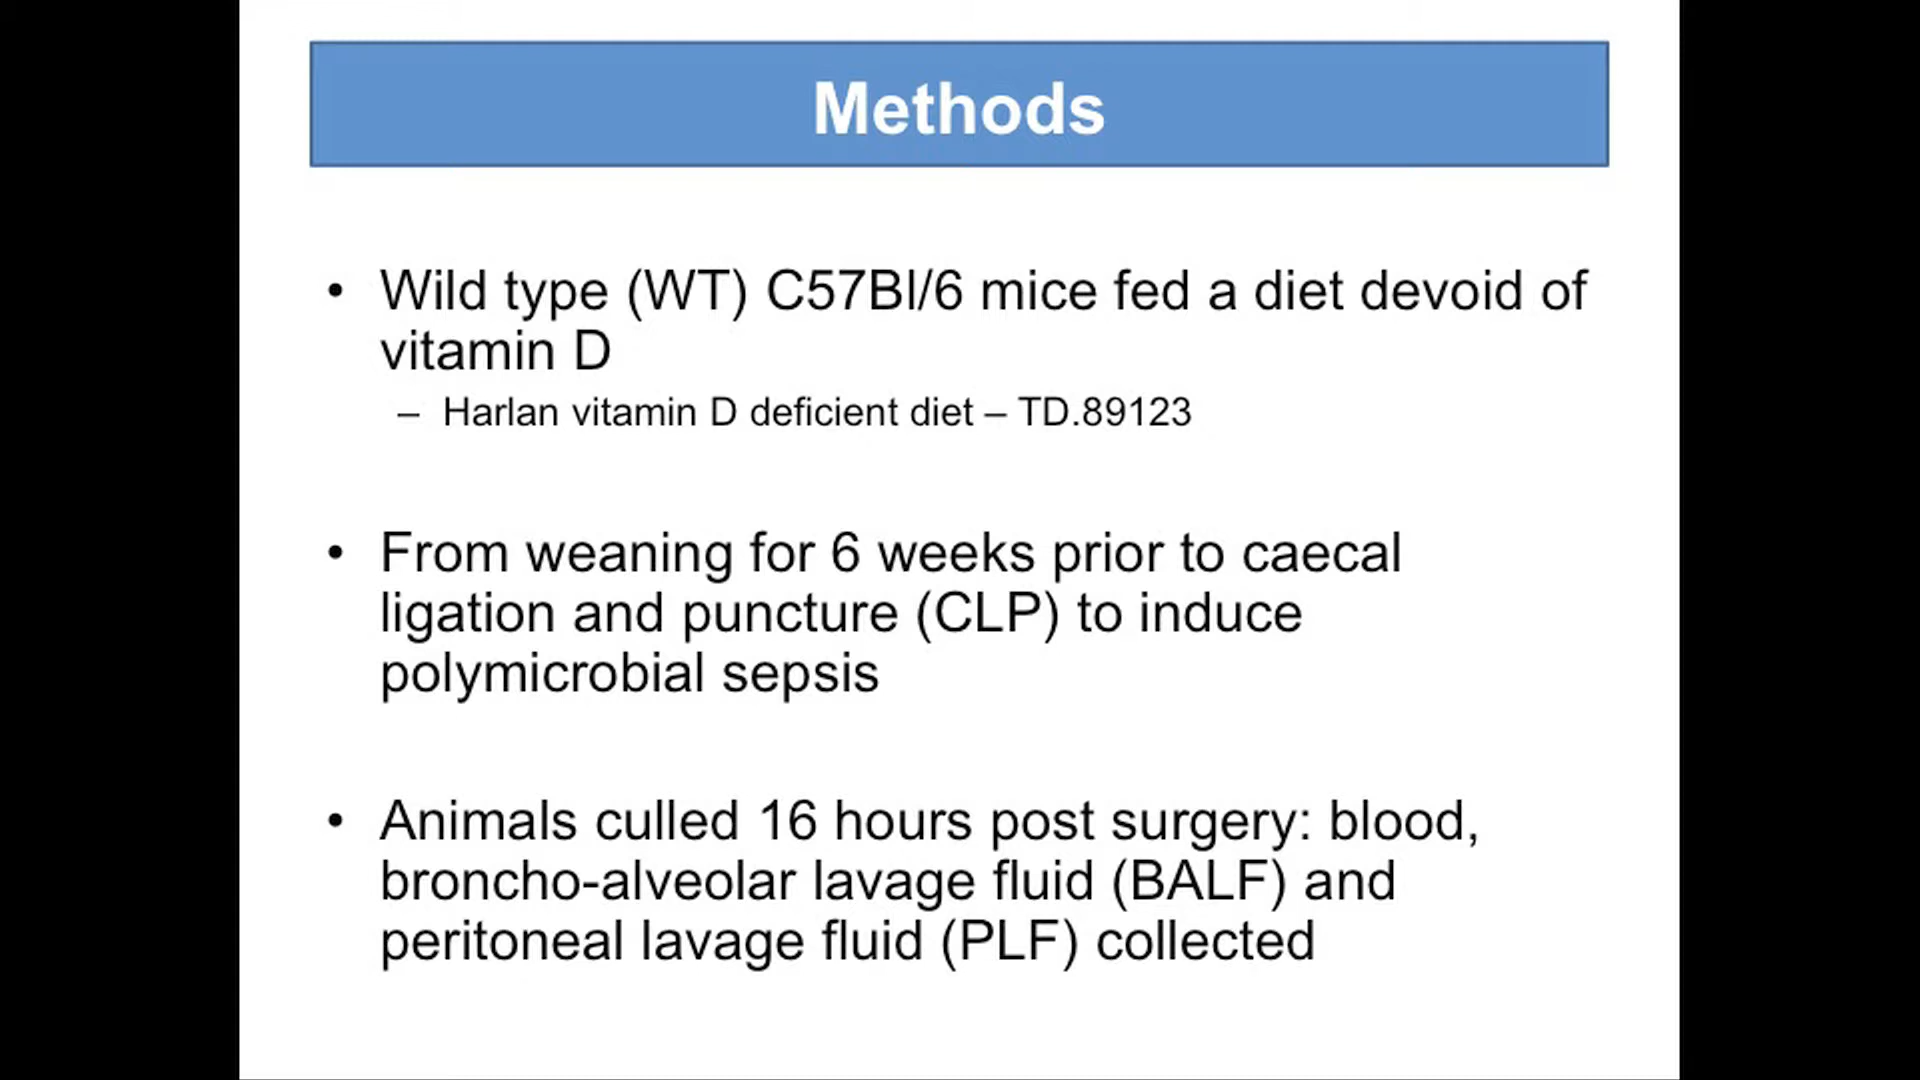 Methods
• Wild type (WT) C57Bl/6 mice fed a diet devoid of
vitamin D
– Harlan vitamin D deficient diet – TD.89123
• From weaning for 6 weeks prior to caecal
ligation and puncture (CLP) to induce
polymicrobial sepsis
• Animals culled 16 hours post surgery: blood,
broncho-alveolar lavage fluid (BALF) and
peritoneal lavage fluid (PLF) collected